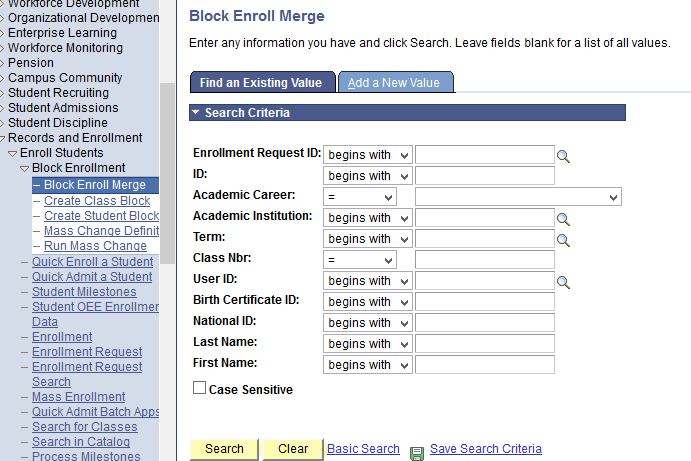 Workforce Development
Organizational Development
Enterprise Learning
Workforce Monitoring
Pension
Campus Community
Student Recruiting
Student Admissions
Student Discipline
Records and Enrollment
Enroll Students
Block Enrollment
– Block Enroll Merge
– Create Class Block
– Create Student Block
– Mass Change Definit
– Run Mass Change
– Quick Enroll a Student
– Quick Admit a Student
– Student Milestones
– Student OEE Enrollmer
Data
– Enrollment
– Enrollment Request
– Enrollment Request
Search
– Mass Enrollment
– Quick Admit Batch Apps
– Search for Classes
– Search in Catalog
– Process Milestones
Block Enroll Merge
Enter any information you have and click Search. Leave fields blank for a list of all values.
Find an Existing Value Add a New Value
Search Criteria
Enrollment Request ID: begins with
ID: begins with
Academic Career: =
Academic Institution: begins with
Term: begins with
Class Nbr: =
User ID: begins with
Birth Certificate ID: begins with
National ID: begins with
Last Name: begins with
First Name: begins with
Case Sensitive
Search Clear Basic Search Save Search Criteria